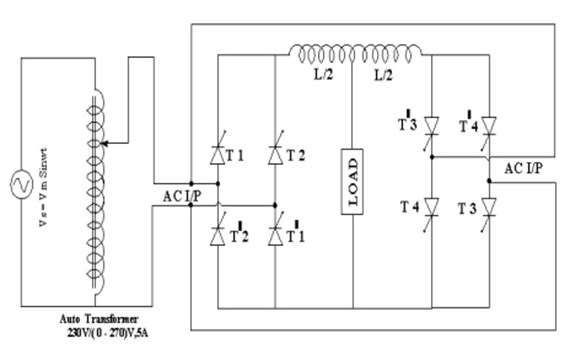 Vs = Vm Sinwt
Auto Transformer
230V/( 0 - 270)V,5A
AC I/P
T 1
T 2
T'2
T'1
L/2
L/2
LOAD
T'3
T'4
T 4
T 3
AC I/P